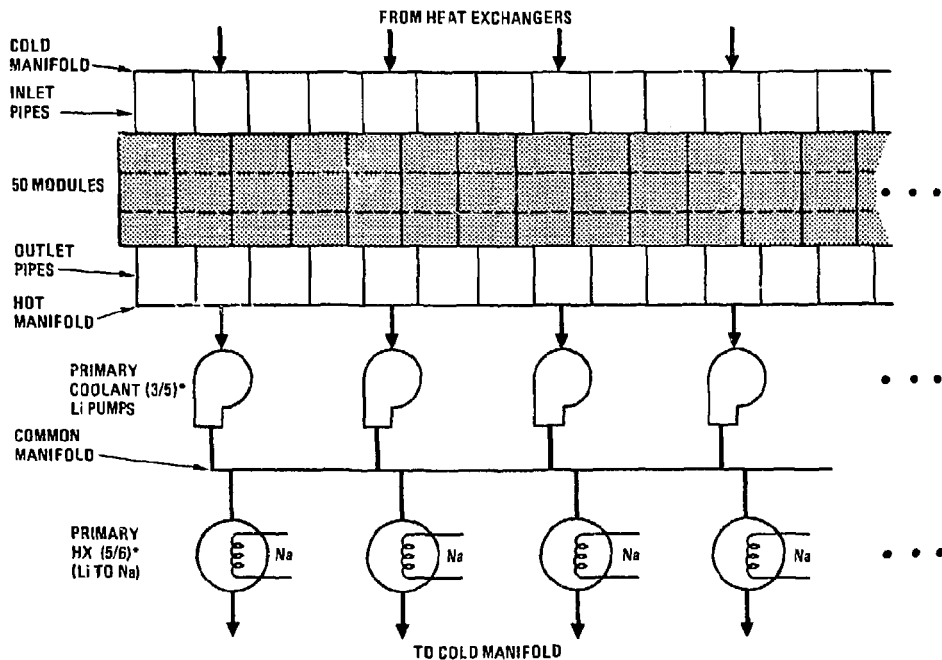 FROM HEAT EXCHANGERS
COLD
MANIFOLD
INLET
PIPES
50 MODULES
OUTLET
PIPES
HOT
MANIFOLD
PRIMARY
COOLANT (3/5)*
Li PUMPS
COMMON
MANIFOLD
PRIMARY
HX (5/6)*
(Li TO Na)
Na
Na
Na
Na
TO COLD MANIFOLD